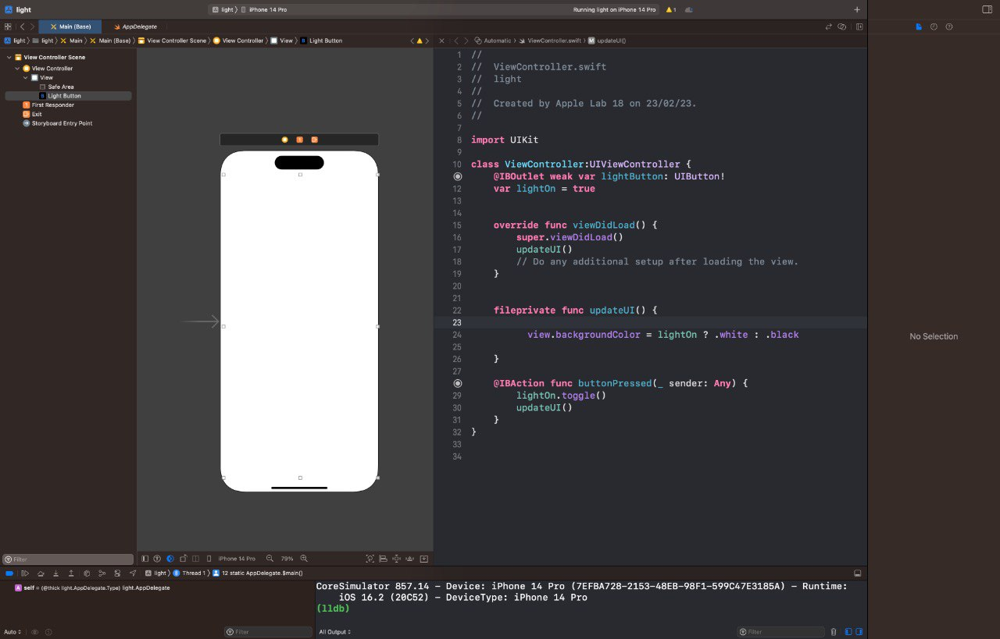 light
light 〉 iPhone 14 Pro
Running light on iPhone 14 Pro
1
Main (Base)
AppDelegate
light 〉 light 〉 Main 〉 Main (Base) 〉 View Controller Scene 〉 View Controller 〉 View 〉 Light Button
Automatic 〉 ViewController.swift 〉 M updateUI()
View Controller Scene
View Controller
View
Safe Area
B Light Button
First Responder
Exit
Storyboard Entry Point
1 //
2 //  ViewController.swift
3 //  light
4 //
5 //  Created by Apple Lab 18 on 23/02/23.
6 //
7
8 import UIKit
9
10 class ViewController:UIViewController {
@IBOutlet weak var lightButton: UIButton!
12 var lightOn = true
13
14
15 override func viewDidLoad() {
16 super.viewDidLoad()
17 updateUI()
18 // Do any additional setup after loading the view.
19 }
20
21
22 fileprivate func updateUI() {
23
24 view.backgroundColor = lightOn ? .white : .black
25
26 }
27
@IBAction func buttonPressed(_ sender: Any) {
29 lightOn.toggle()
30 updateUI()
31 }
32 }
33
34
No Selection
Filter
iPhone 14 Pro
79%
light 〉 Thread 1 〉 12 static AppDelegate.$main()
A self = (@thick light.AppDelegate.Type) light.AppDelegate
CoreSimulator 857.14 - Device: iPhone 14 Pro (7EFBA728-2153-48EB-98F1-599C47E3185A) - Runtime:
iOS 16.2 (20C52) - DeviceType: iPhone 14 Pro
(lldb)
Auto
Filter
All Output
Filter